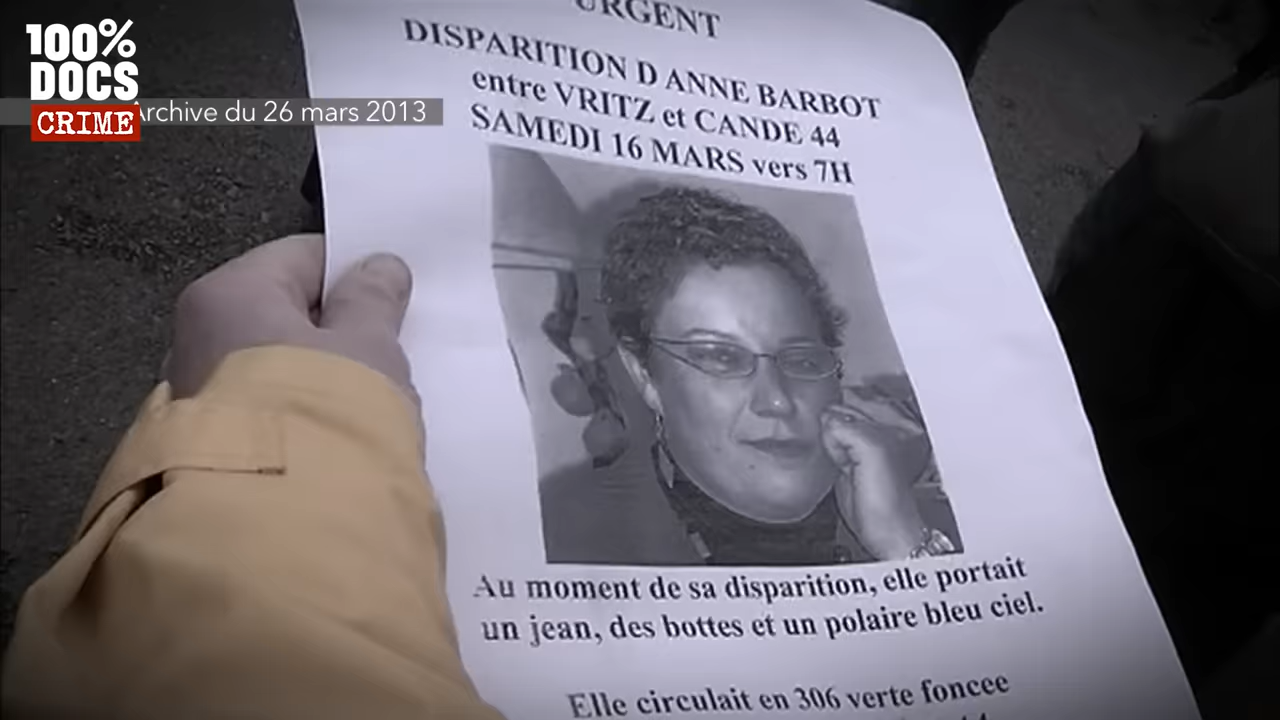 100%
DOCS
CRIME
Archive du 26 mars 2013
URGENT
DISPARITION D ANNE BARBOT
entre VRITZ et CANDE 44
SAMEDI 16 MARS vers 7H
Au moment de sa disparition, elle portait
un jean, des bottes et un polaire bleu ciel.
Elle circulait en 306 verte foncee